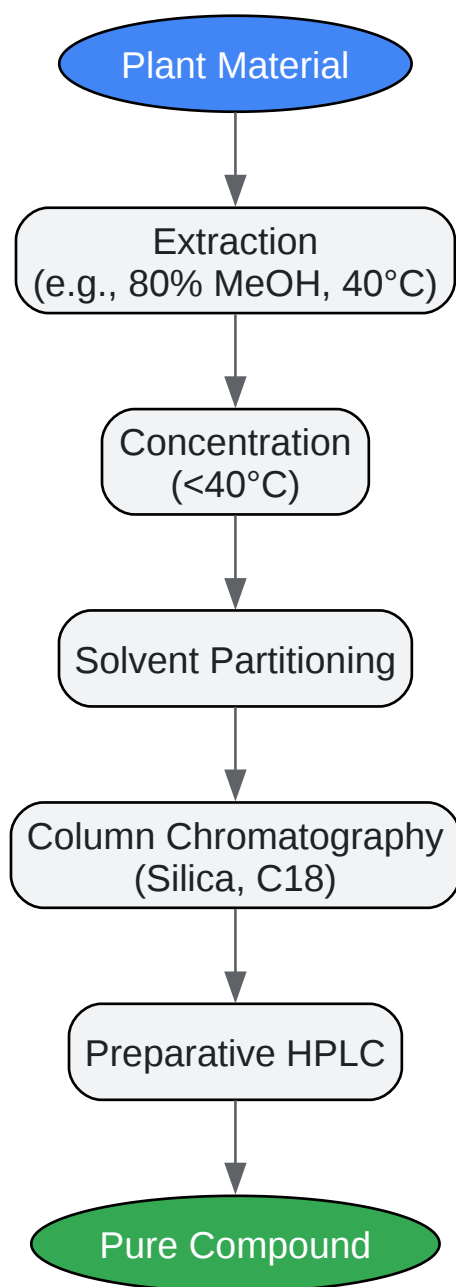 Plant Material
Extraction
(e.g., 80% MeOH, 40°C)
Concentration
(<40°C)
Solvent Partitioning
Column Chromatography
(Silica, C18)
Preparative HPLC
Pure Compound